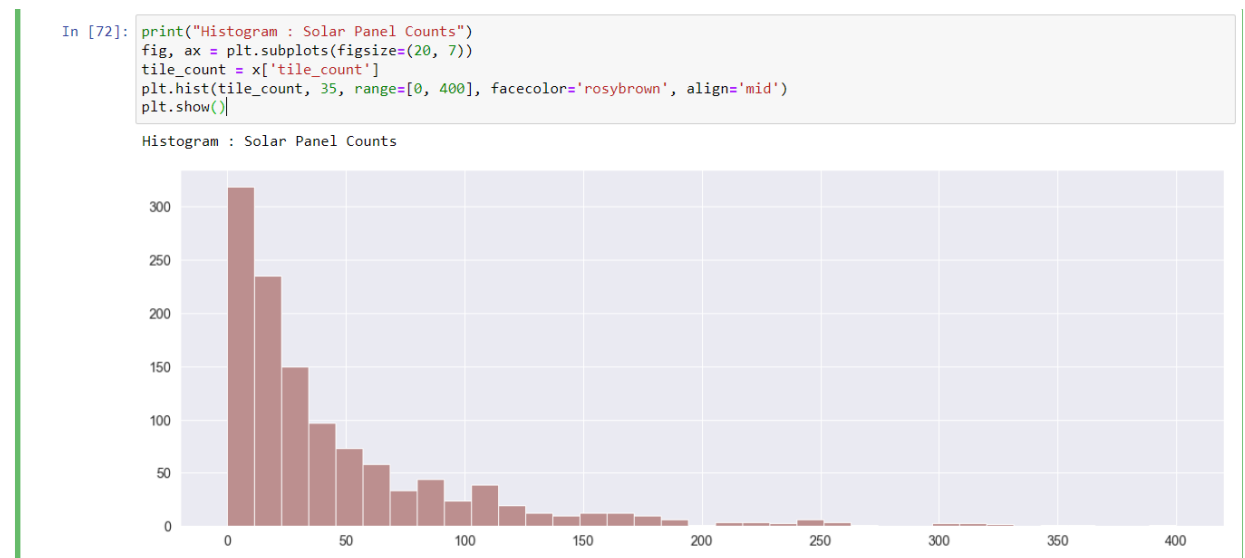 In [72]: print("Histogram : Solar Panel Counts")
fig, ax = plt.subplots(figsize=(20, 7))
tile_count = x['tile_count']
plt.hist(tile_count, 35, range=[0, 400], facecolor='rosybrown', align='mid')
plt.show()
Histogram : Solar Panel Counts
300
250
200
150
100
50
0
0 50 100 150 200 250 300 350 400